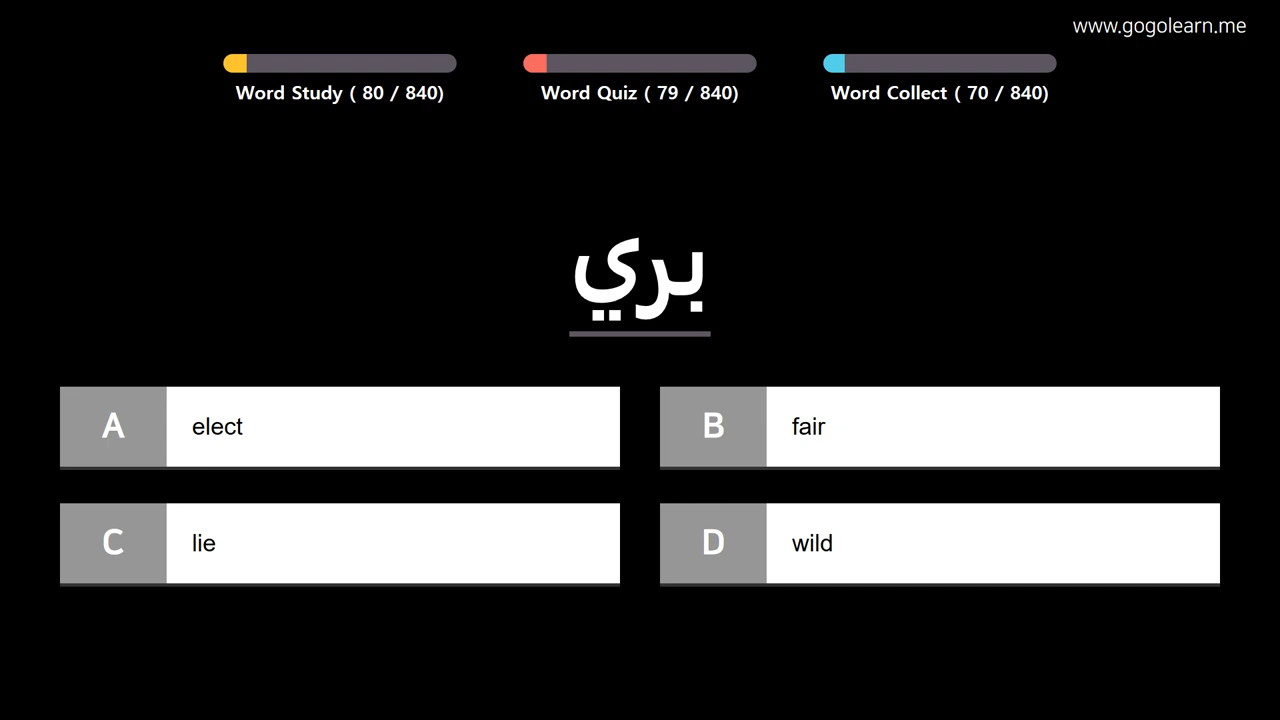 www.gogolearn.me
Word Study ( 80 / 840)
Word Quiz ( 79 / 840)
Word Collect ( 70 / 840)
بري
A elect
B fair
C lie
D wild